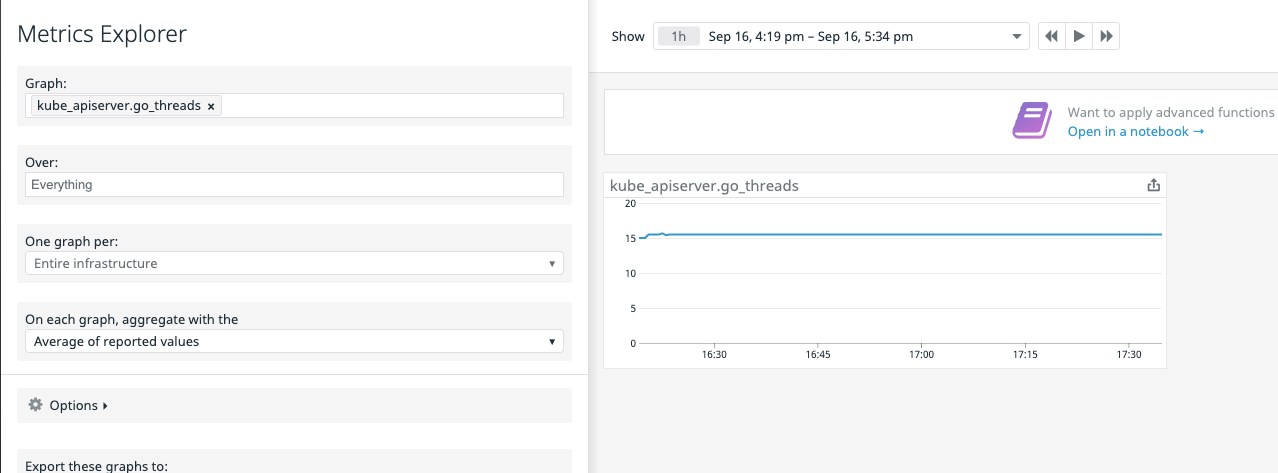 Metrics Explorer
Graph:
kube_apiserver.go_threads ×
Over:
Everything
One graph per:
Entire infrastructure
On each graph, aggregate with the
Average of reported values
Options
Export these graphs to:
Show 1h Sep 16, 4:19 pm – Sep 16, 5:34 pm
Want to apply advanced functions
Open in a notebook →
kube_apiserver.go_threads
20
15
10
5
0
16:30 16:45 17:00 17:15 17:30